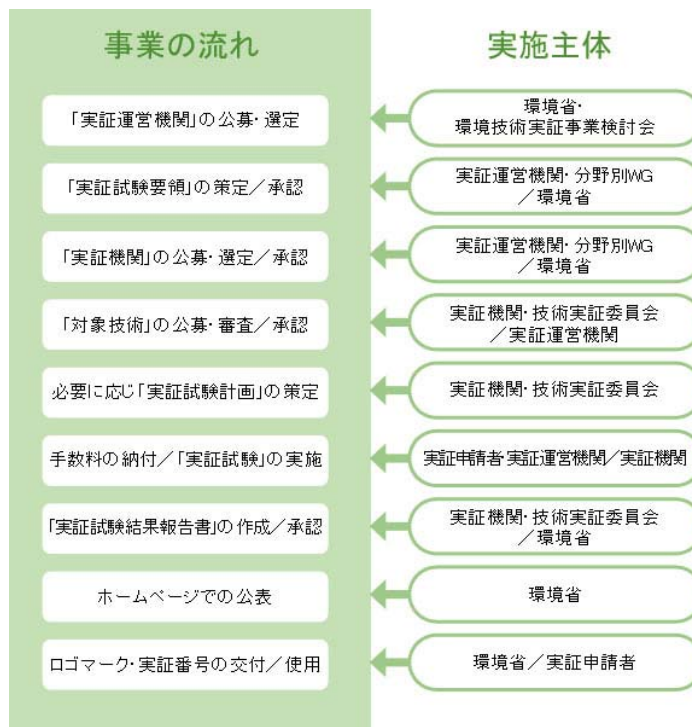 事業の流れ
実施主体
「実証運営機関」の公募・選定
環境省・
環境技術実証事業検討会
「実証試験要領」の策定／承認
実証運営機関・分野別WG
／環境省
「実証機関」の公募・選定／承認
実証運営機関・分野別WG
／環境省
「対象技術」の公募・審査／承認
実証機関・技術実証委員会
／実証運営機関
必要に応じ「実証試験計画」の策定
実証機関・技術実証委員会
手数料の納付／「実証試験」の実施
実証申請者・実証運営機関／実証機関
「実証試験結果報告書」の作成／承認
実証機関・技術実証委員会
／環境省
ホームページでの公表
環境省
ロゴマーク・実証番号の交付／使用
環境省／実証申請者